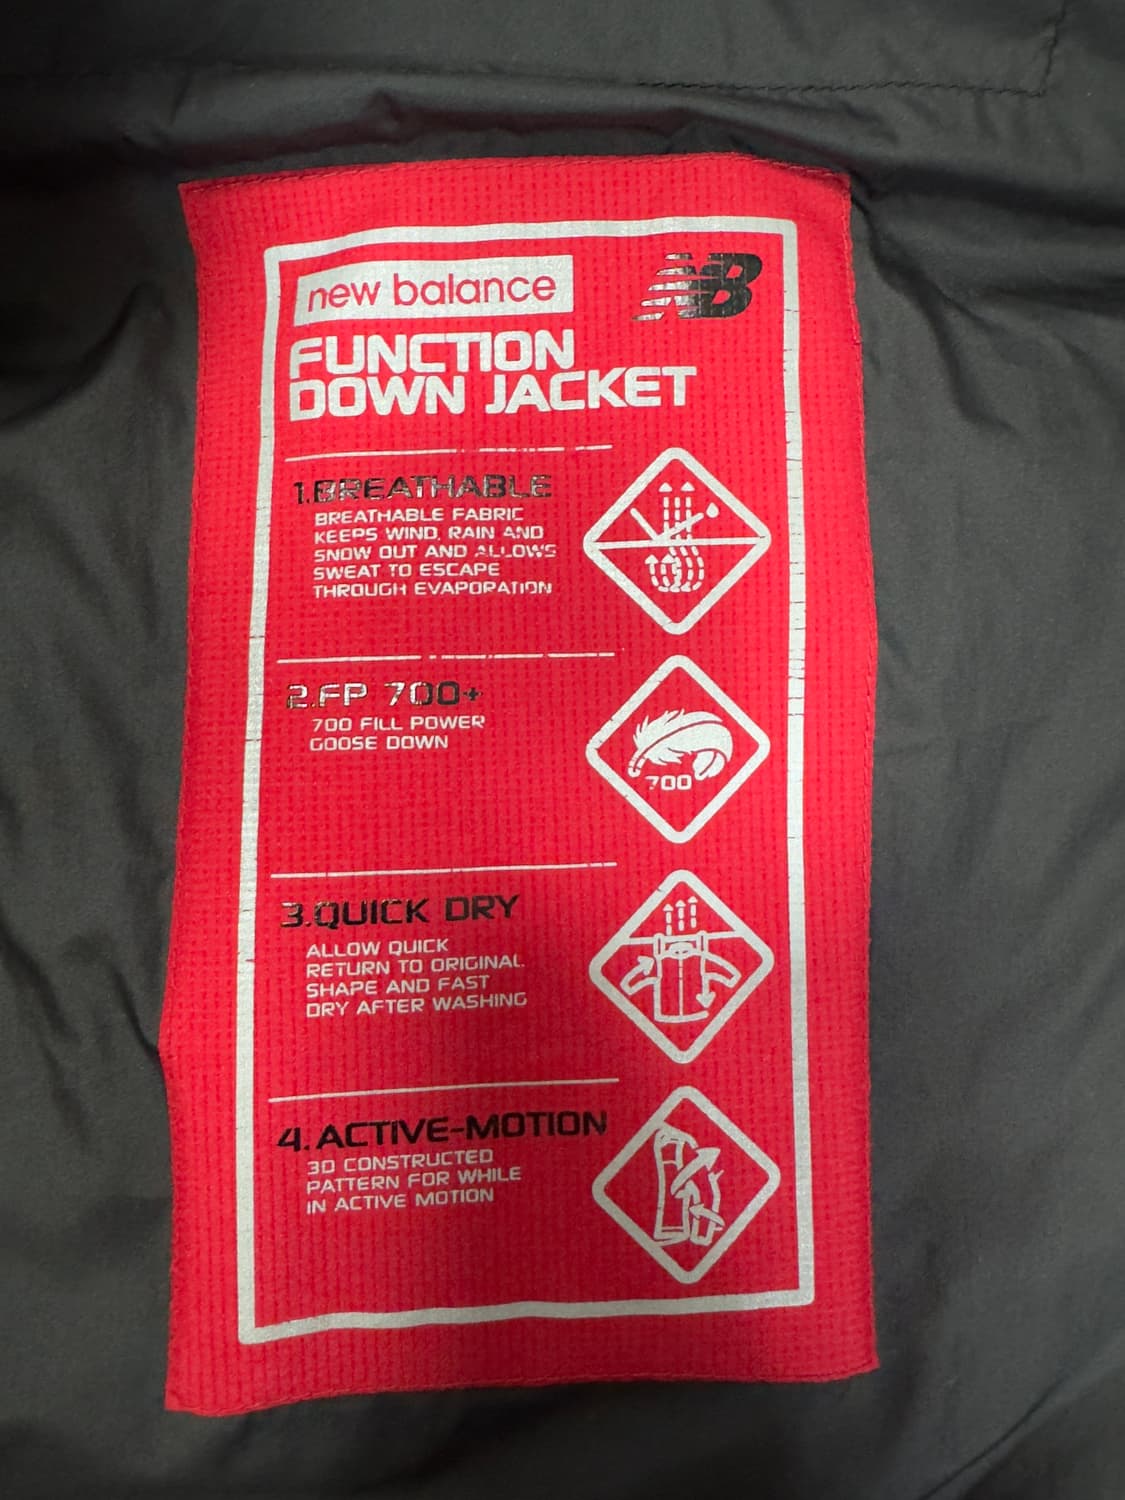 new balance
NB
FUNCTION
DOWN JACKET
1.BREATHABLE
BREATHABLE FABRIC
KEEPS WIND, RAIN AND
SNOW OUT AND ALLOWS
SWEAT TO ESCAPE
THROUGH EVAPORATION
2.FP 700+
700 FILL POWER
GOOSE DOWN
700
3.QUICK DRY
ALLOW QUICK
RETURN TO ORIGINAL
SHAPE AND FAST
DRY AFTER WASHING
4.ACTIVE-MOTION
3D CONSTRUCTED
PATTERN FOR WHILE
IN ACTIVE MOTION